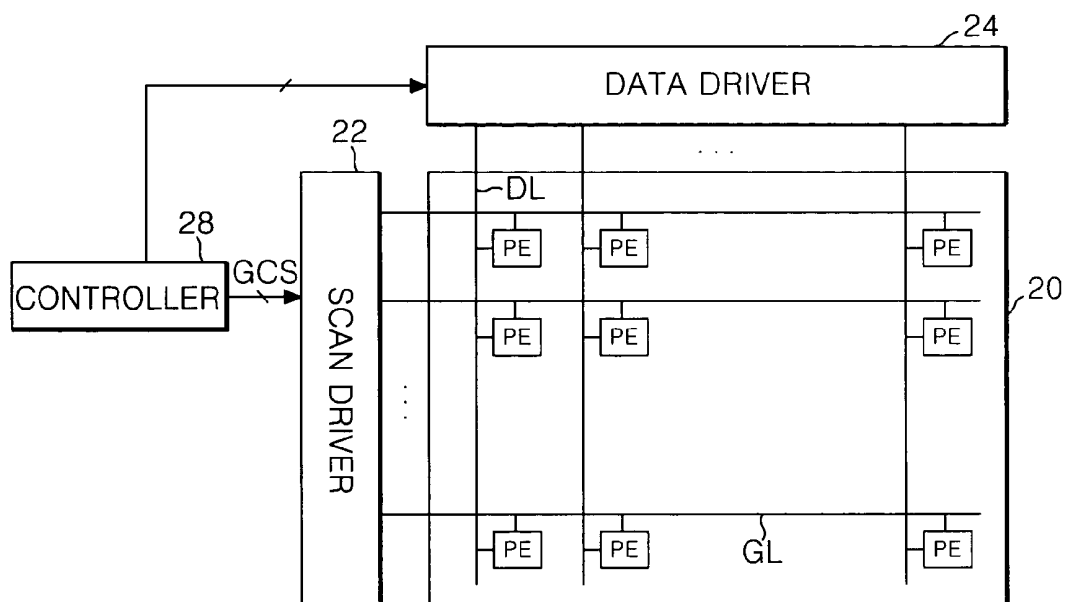 24
DATA DRIVER
22
. . .
DL
28
PE PE PE
GCS
CONTROLLER
20
SCAN DRIVER
PE PE PE
. . .
PE PE PE
GL